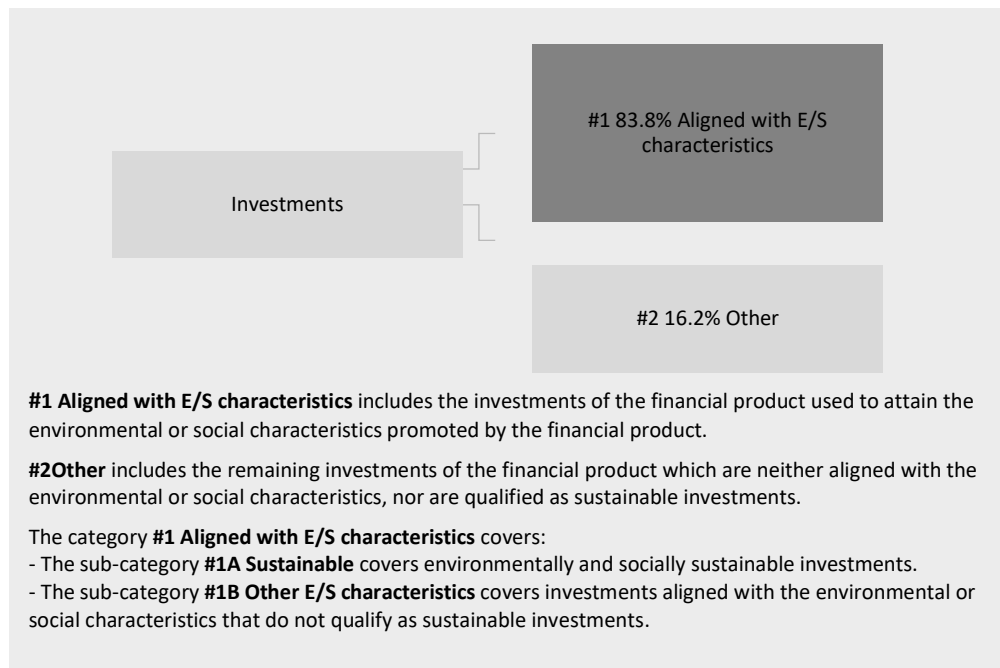 #1 83.8% Aligned with E/S
characteristics
Investments
#2 16.2% Other
#1 Aligned with E/S characteristics includes the investments of the financial product used to attain the
environmental or social characteristics promoted by the financial product.
#2Other includes the remaining investments of the financial product which are neither aligned with the
environmental or social characteristics, nor are qualified as sustainable investments.
The category #1 Aligned with E/S characteristics covers:
- The sub-category #1A Sustainable covers environmentally and socially sustainable investments.
- The sub-category #1B Other E/S characteristics covers investments aligned with the environmental or
social characteristics that do not qualify as sustainable investments.